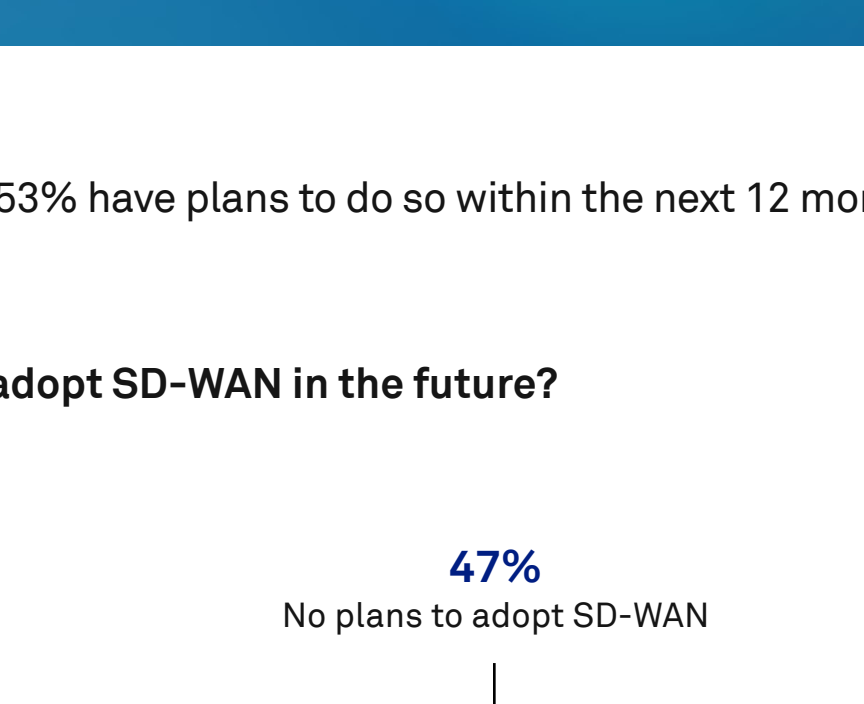 53% have plans to do so within the next 12
adopt SD-WAN in the future?
47%
No plans to adopt SD-WAN